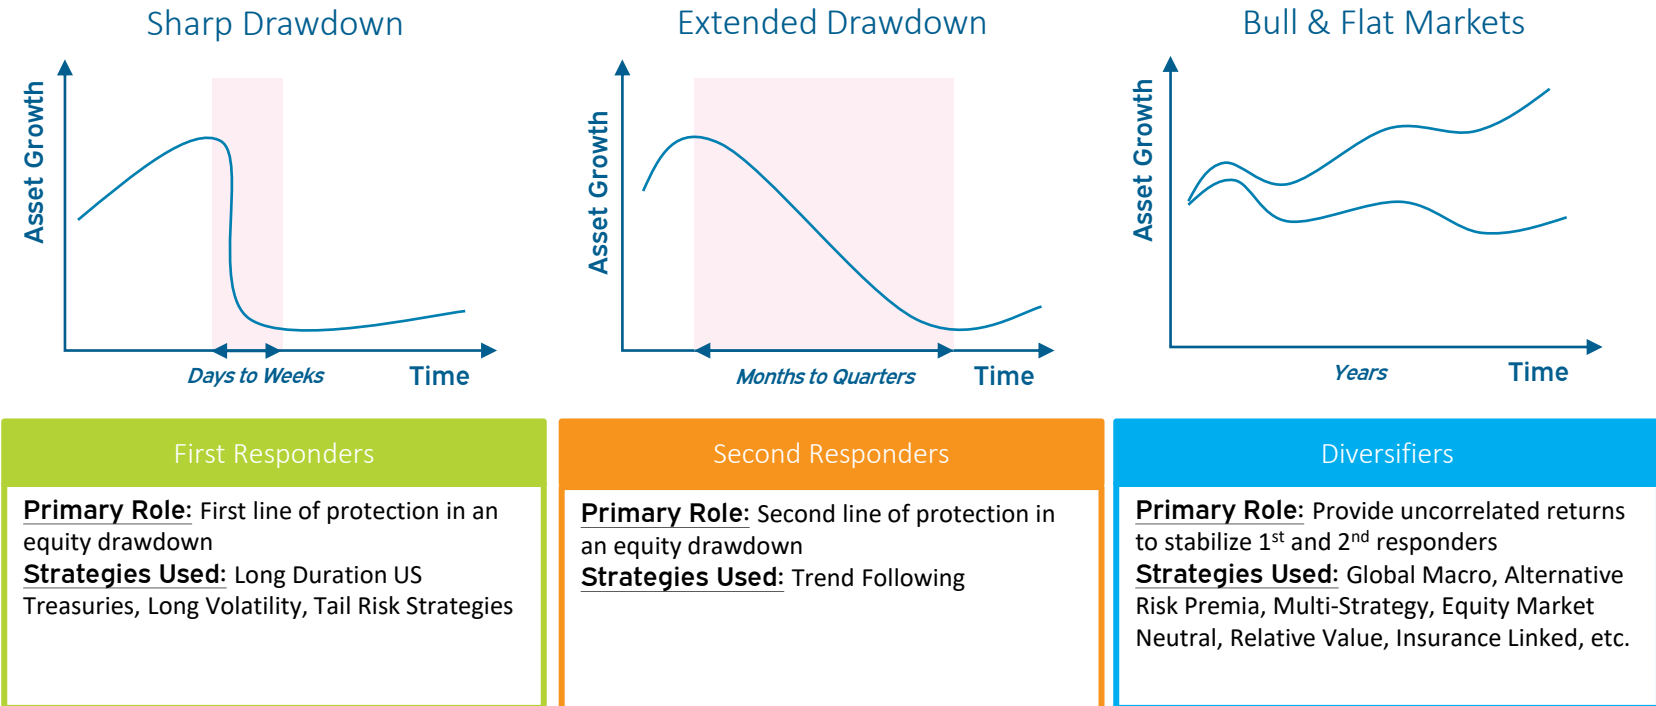 Sharp Drawdown
Asset Growth
Days to Weeks
Time
Extended Drawdown
Asset Growth
Months to Quarters
Time
Bull & Flat Markets
Asset Growth
Years
Time
First Responders
Primary Role: First line of protection in an
equity drawdown
Strategies Used: Long Duration US
Treasuries, Long Volatility, Tail Risk Strategies
Second Responders
Primary Role: Second line of protection in
an equity drawdown
Strategies Used: Trend Following
Diversifiers
Primary Role: Provide uncorrelated returns
to stabilize 1st and 2nd responders
Strategies Used: Global Macro, Alternative
Risk Premia, Multi-Strategy, Equity Market
Neutral, Relative Value, Insurance Linked, etc.